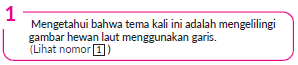 1
Mengetahui bahwa tema kali ini adalah mengelilingi
gambar hewan laut menggunakan garis.
(Lihat nomor 1 )